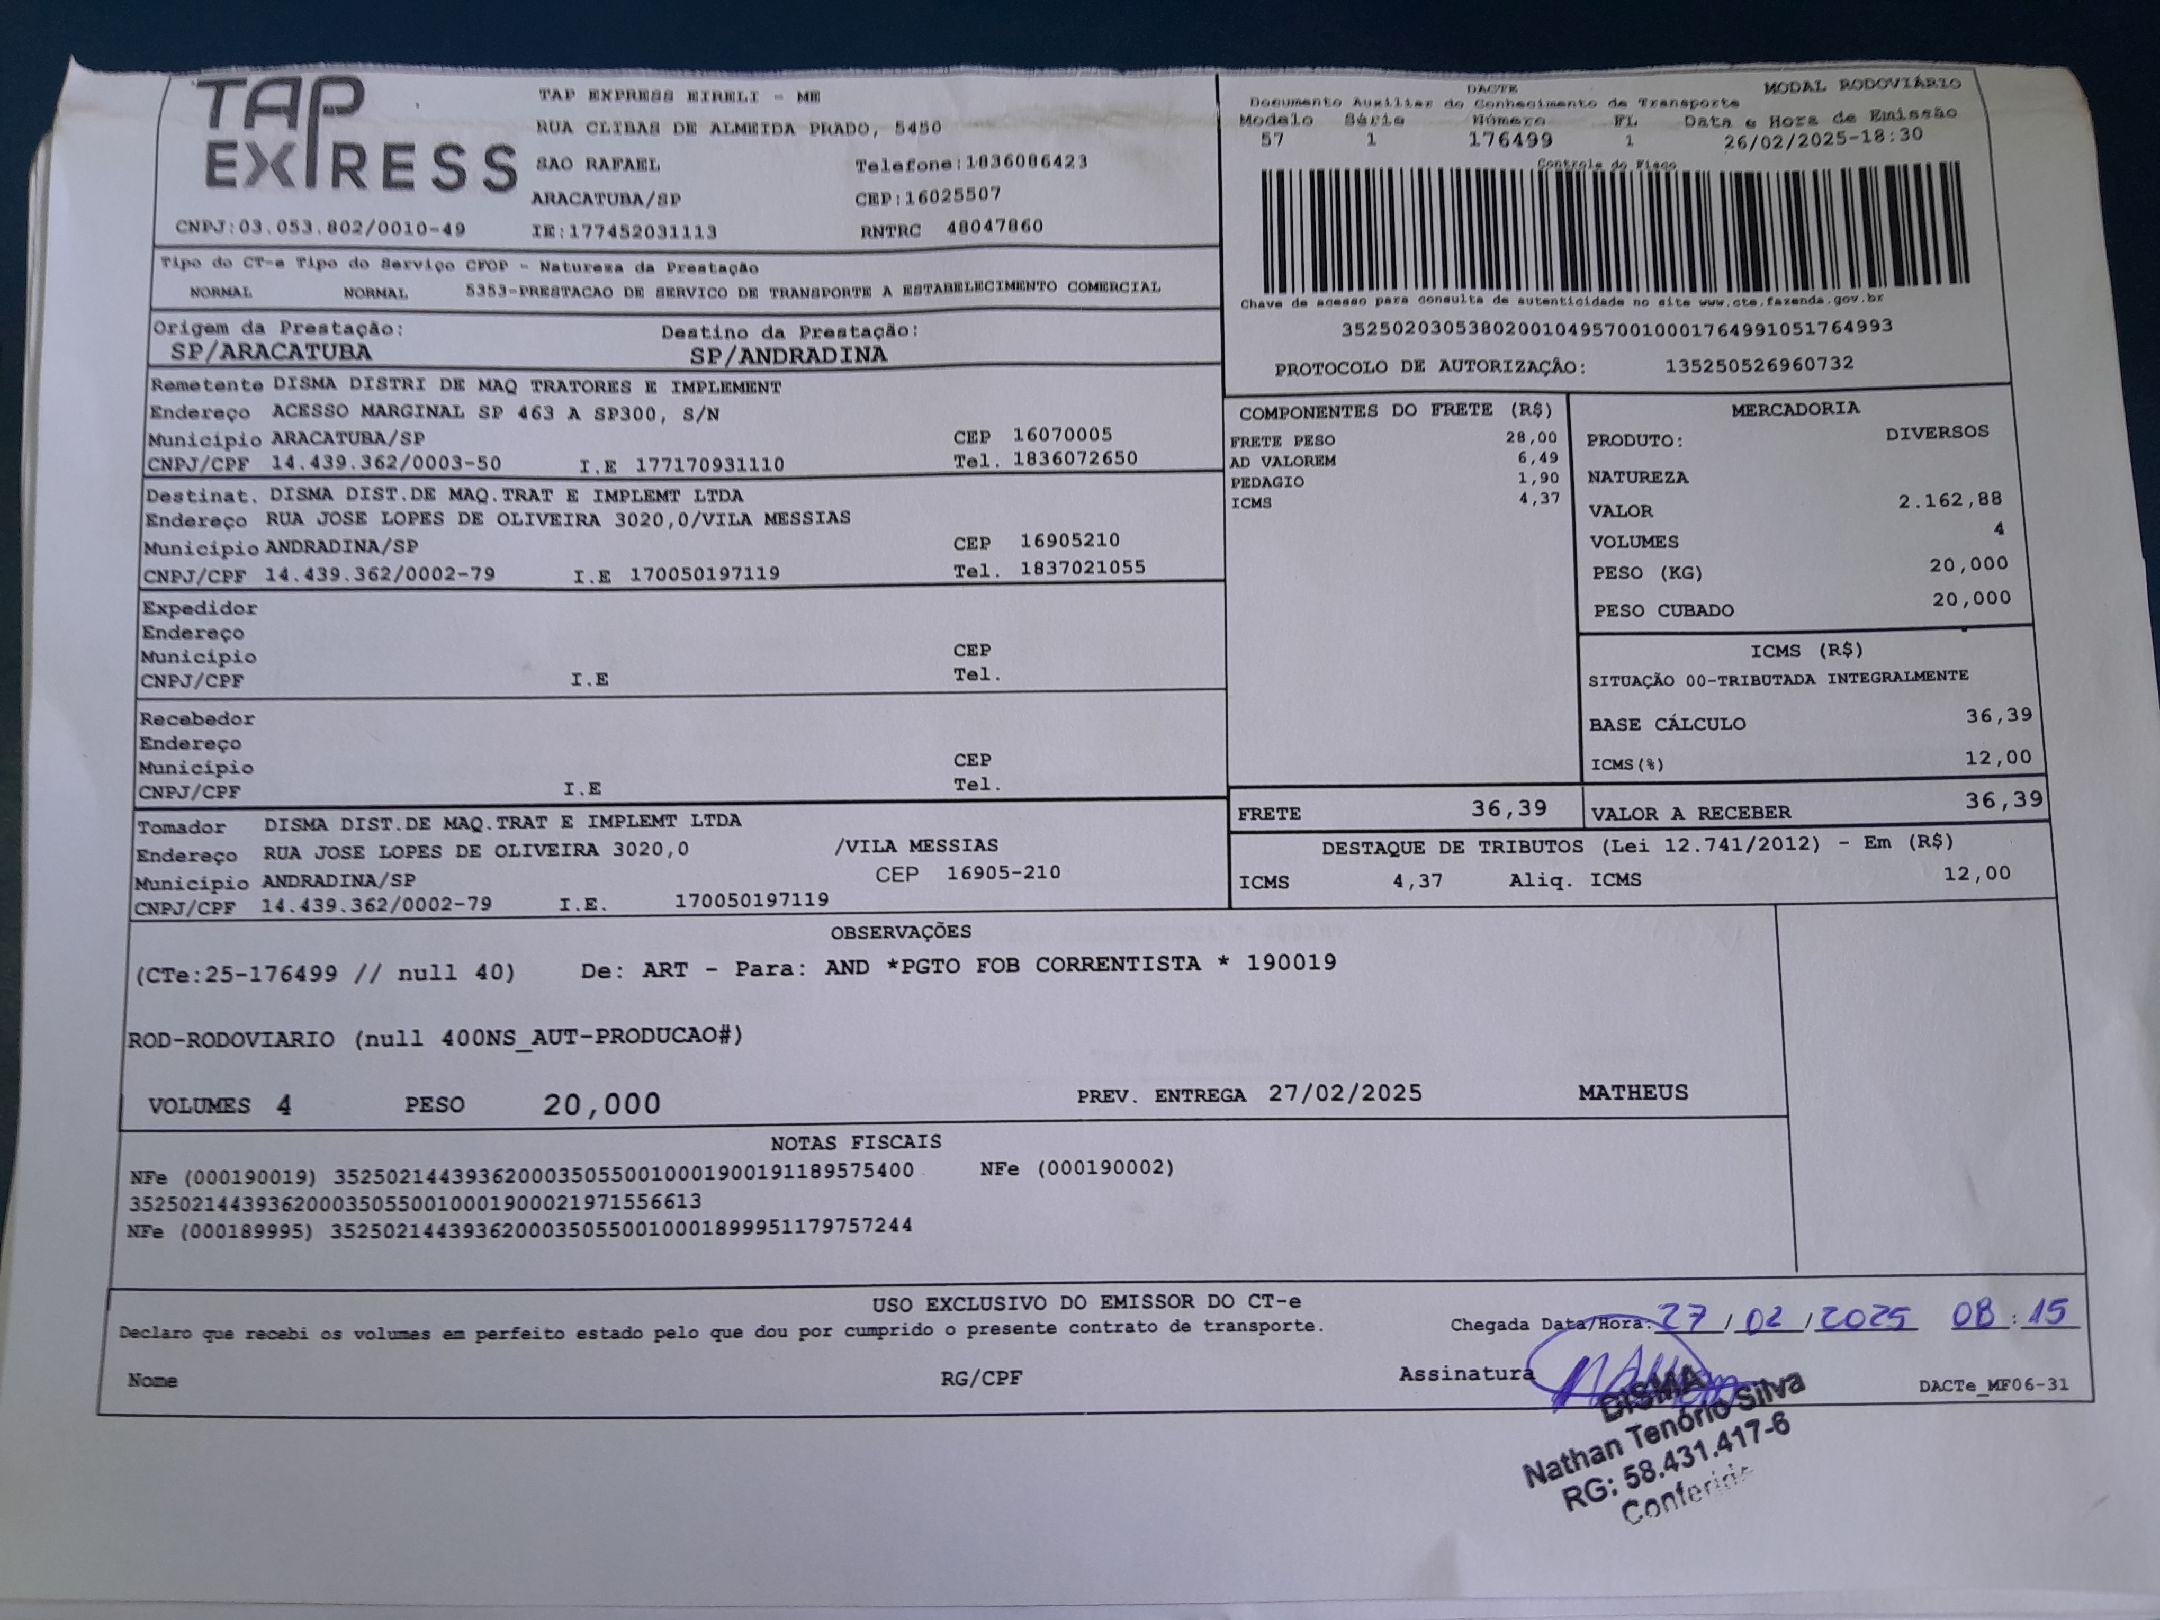 TAP EXPRESS
TAP EXPRESS EIRELI - ME
RUA CLIBAS DE ALMEIDA PRADO, 5450
SAO RAFAEL Telefone:1836086423
ARACATUBA/SP CEP:16025507
CNPJ:03.053.802/0010-49 IE:177452031113 RNTRC 48047860
DACTE MODAL RODOVIÁRIO
Documento Auxiliar do Conhecimento de Transporte
Modelo Série Número FL Data e Hora de Emissão
57 1 176499 1 26/02/2025-18:30
Controle do Fisco
Chave de acesso para consulta de autenticidade no site www.cte.fazenda.gov.br
35250203053802001049570010001764991051764993
PROTOCOLO DE AUTORIZAÇÃO: 135250526960732
Tipo do CT-e Tipo do Serviço CFOP - Natureza da Prestação
NORMAL NORMAL 5353-PRESTACAO DE SERVICO DE TRANSPORTE A ESTABELECIMENTO COMERCIAL
Origem da Prestação: Destino da Prestação:
SP/ARACATUBA SP/ANDRADINA
Remetente DISMA DISTRI DE MAQ TRATORES E IMPLEMENT
Endereço ACESSO MARGINAL SP 463 A SP300, S/N
Município ARACATUBA/SP CEP 16070005
CNPJ/CPF 14.439.362/0003-50 I.E 177170931110 Tel. 1836072650
Destinat. DISMA DIST.DE MAQ.TRAT E IMPLEMT LTDA
Endereço RUA JOSE LOPES DE OLIVEIRA 3020,0/VILA MESSIAS
Município ANDRADINA/SP CEP 16905210
CNPJ/CPF 14.439.362/0002-79 I.E 170050197119 Tel. 1837021055
Expedidor
Endereço
Município CEP
CNPJ/CPF I.E Tel.
Recebedor
Endereço
Município CEP
CNPJ/CPF I.E Tel.
Tomador DISMA DIST.DE MAQ.TRAT E IMPLEMT LTDA
Endereço RUA JOSE LOPES DE OLIVEIRA 3020,0 /VILA MESSIAS
Município ANDRADINA/SP CEP 16905-210
CNPJ/CPF 14.439.362/0002-79 I.E. 170050197119
COMPONENTES DO FRETE (R$)
FRETE PESO 28,00
AD VALOREM 6,49
PEDAGIO 1,90
ICMS 4,37
MERCADORIA
PRODUTO: DIVERSOS
NATUREZA
VALOR 2.162,88
VOLUMES 4
PESO (KG) 20,000
PESO CUBADO 20,000
ICMS (R$)
SITUAÇÃO 00-TRIBUTADA INTEGRALMENTE
BASE CÁLCULO 36,39
ICMS(%) 12,00
FRETE 36,39 VALOR A RECEBER 36,39
DESTAQUE DE TRIBUTOS (Lei 12.741/2012) - Em (R$)
ICMS 4,37 Aliq. ICMS 12,00
OBSERVAÇÕES
(CTe:25-176499 // null 40) De: ART - Para: AND *PGTO FOB CORRENTISTA * 190019
ROD-RODOVIARIO (null 400NS_AUT-PRODUCAO#)
VOLUMES 4 PESO 20,000 PREV. ENTREGA 27/02/2025 MATHEUS
NOTAS FISCAIS
NFe (000190019) 35250214439362000350550010001900191189575400 NFe (000190002)
35250214439362000350550010001900021971556613
NFe (000189995) 35250214439362000350550010001899951179757244
USO EXCLUSIVO DO EMISSOR DO CT-e
Declaro que recebi os volumes em perfeito estado pelo que dou por cumprido o presente contrato de transporte.
Chegada Data/Hora: 27/02/2025 08:15
Nome RG/CPF Assinatura
DACTe_MF06-31
DISMA
Nathan Tenório Silva
RG: 58.431.417-6